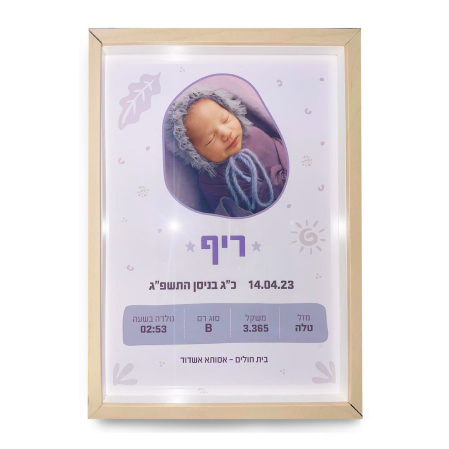 ריף
14.04.23 כ"ג בניסן התשפ"ג
מזל משקל סוג דם נולדה בשעה
טלה 3.365 B 02:53
בית חולים - אסותא אשדוד